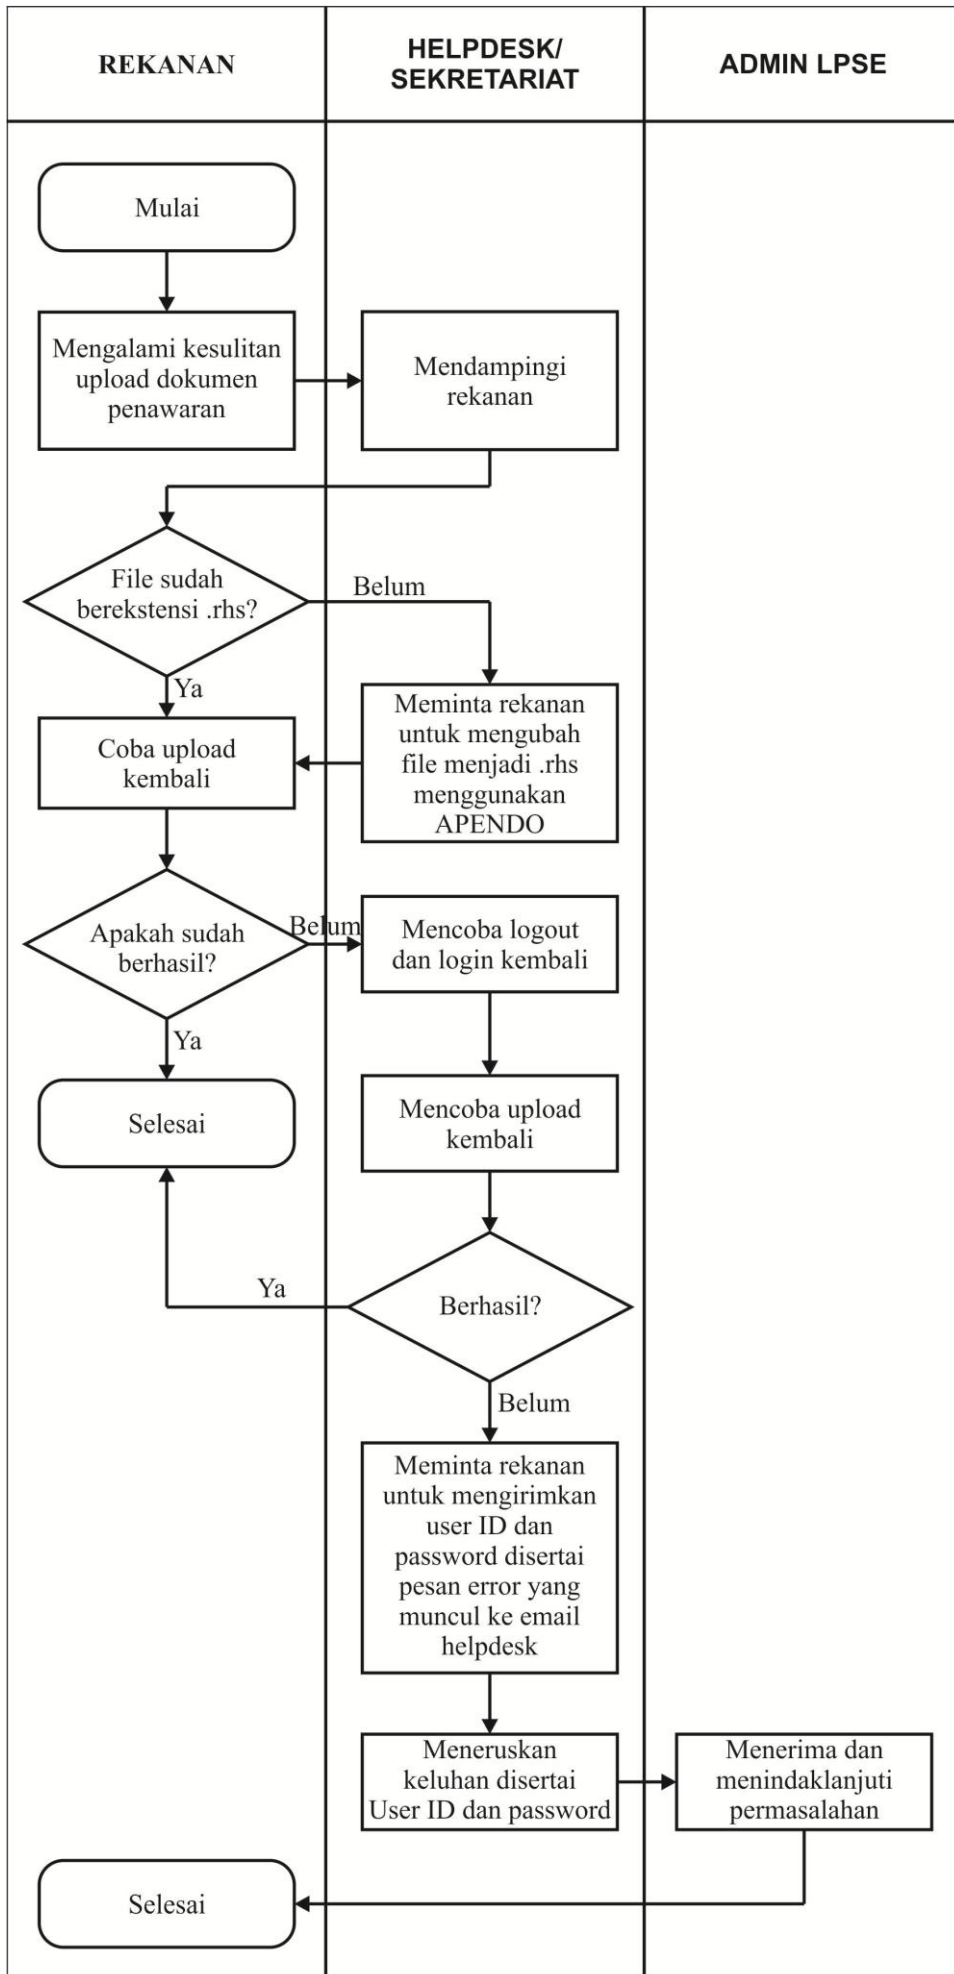 REKANAN
HELPDESK/
SEKRETARIAT
ADMIN LPSE
Mulai
Mengalami kesulitan
upload dokumen
penawaran
Mendampingi
rekanan
File sudah
berekstensi .rhs?
Belum
Ya
Coba upload
kembali
Meminta rekanan
untuk mengubah
file menjadi .rhs
menggunakan
APENDO
Apakah sudah
berhasil?
Belum
Mencoba logout
dan login kembali
Ya
Selesai
Mencoba upload
kembali
Ya
Berhasil?
Belum
Meminta rekanan
untuk mengirimkan
user ID dan
password disertai
pesan error yang
muncul ke email
helpdesk
Meneruskan
keluhan disertai
User ID dan password
Menerima dan
menindaklanjuti
permasalahan
Selesai